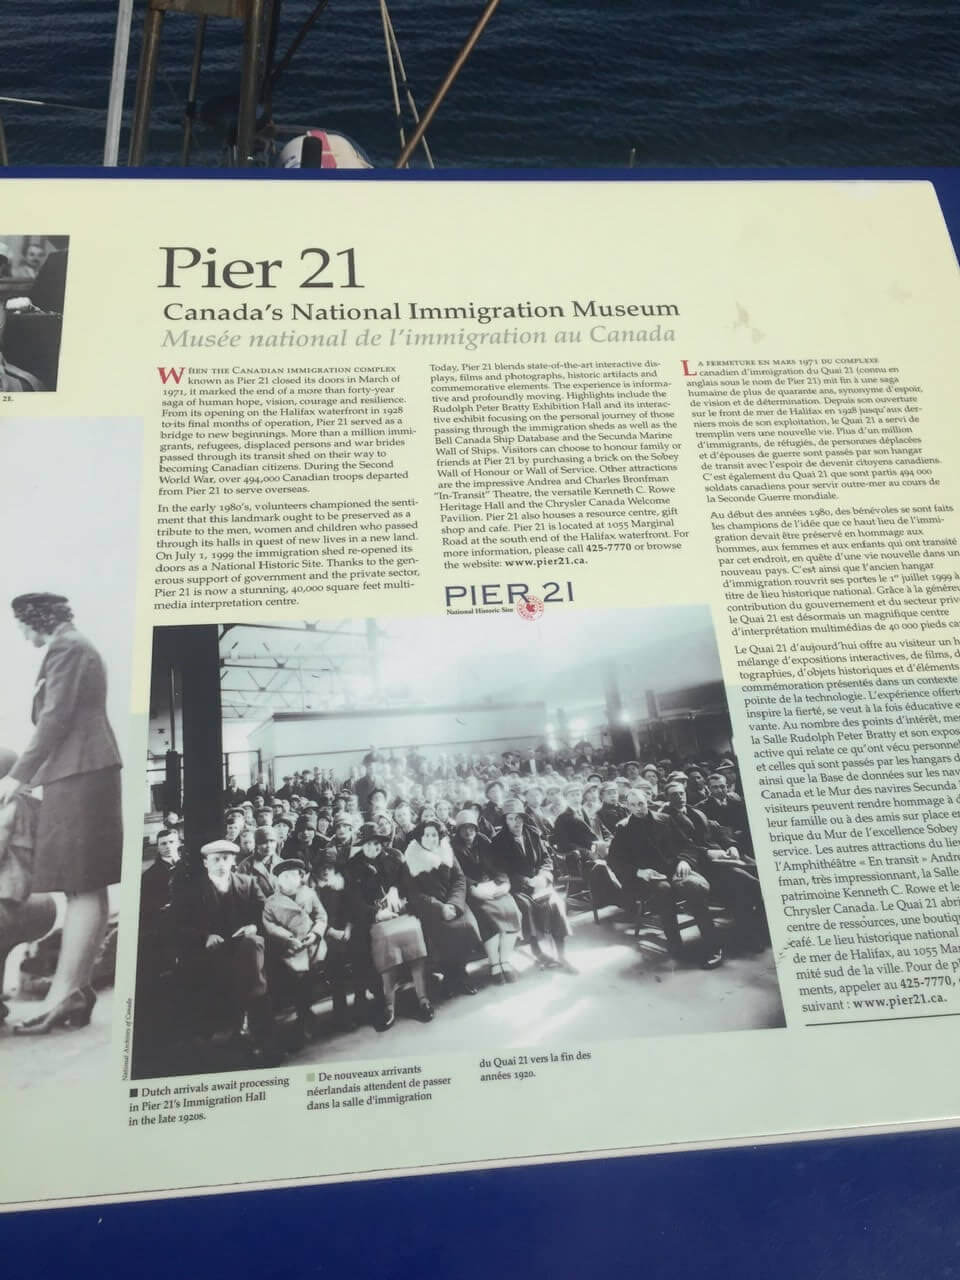 21.
Pier 21
Canada's National Immigration Museum
Musée national de l'immigration au Canada
WHEN THE CANADIAN IMMIGRATION COMPLEX
known as Pier 21 closed its doors in March of
1971, it marked the end of a more than forty-year
saga of human hope, vision, courage and resilience.
From its opening on the Halifax waterfront in 1928
to its final months of operation, Pier 21 served as a
bridge to new beginnings. More than a million immi-
grants, refugees, displaced persons and war brides
passed through its transit shed on their way to
becoming Canadian citizens. During the Second
World War, over 494,000 Canadian troops departed
from Pier 21 to serve overseas.
In the early 1980's, volunteers championed the senti-
ment that this landmark ought to be preserved as a
tribute to the men, women and children who passed
through its halls in quest of new lives in a new land.
On July 1, 1999 the immigration shed re-opened its
doors as a National Historic Site. Thanks to the gen-
erous support of government and the private sector,
Pier 21 is now a stunning, 40,000 square feet multi-
media interpretation centre.
Today, Pier 21 blends state-of-the-art interactive dis-
plays, films and photographs, historic artifacts and
commemorative elements. The experience is informa-
tive and profoundly moving. Highlights include the
Rudolph Peter Bratty Exhibition Hall and its interac-
tive exhibit focusing on the personal journey of those
passing through the immigration sheds as well as the
Bell Canada Ship Database and the Secunda Marine
Wall of Ships. Visitors can choose to honour family or
friends at Pier 21 by purchasing a brick on the Sobey
Wall of Honour or Wall of Service. Other attractions
are the impressive Andrea and Charles Bronfman
"In-Transit" Theatre, the versatile Kenneth C. Rowe
Heritage Hall and the Chrysler Canada Welcome
Pavilion. Pier 21 also houses a resource centre, gift
shop and cafe. Pier 21 is located at 1055 Marginal
Road at the south end of the Halifax waterfront. For
more information, please call 425-7770 or browse
the website: www.pier21.ca.
PIER 21
National Historic Site
LA FERMETURE EN MARS 1971 DU COMPLEXE
canadien d'immigration du Quai 21 (connu en
anglais sous le nom de Pier 21) mit fin à une saga
humaine de plus de quarante ans, synonyme d'espoir,
de vision et de détermination. Depuis son ouverture
sur le front de mer de Halifax en 1928 jusqu'aux der-
niers mois de son exploitation, le Quai 21 a servi de
tremplin vers une nouvelle vie. Plus d'un million
d'immigrants, de réfugiés, de personnes déplacées
et d'épouses de guerre sont passés par son hangar
de transit avec l'espoir de devenir citoyens canadiens.
C'est également du Quai 21 que sont partis 494 000
soldats canadiens pour servir outre-mer au cours de
la Seconde Guerre mondiale.
Au début des années 1980, des bénévoles se sont faits
les champions de l'idée que ce haut lieu de l'immi-
gration devait être préservé en hommage aux
hommes, aux femmes et aux enfants qui ont transité
par cet endroit, en quête d'une vie nouvelle dans un
nouveau pays. C'est ainsi que l'ancien hangar
d'immigration rouvrit ses portes le 1er juillet 1999 à
titre de lieu historique national. Grâce à la généreu
contribution du gouvernement et du secteur privé
le Quai 21 est désormais un magnifique centre
d'interprétation multimédias de 40 000 pieds ca
Le Quai 21 d'aujourd'hui offre au visiteur un h
mélange d'expositions interactives, de films, d
tographies, d'objets historiques et d'éléments
commémoration présentés dans un contexte
pointe de la technologie. L'expérience offerte
inspire la fierté, se veut à la fois éducative e
vante. Au nombre des points d'intérêt, me
la Salle Rudolph Peter Bratty et son expos
active qui relate ce qu'ont vécu personne
et celles qui sont passés par les hangars d
ainsi que la Base de données sur les nav
Canada et le Mur des navires Secunda
visiteurs peuvent rendre hommage à d
leur famille ou à des amis sur place en
brique du Mur de l'excellence Sobey
service. Les autres attractions du lieu
l'Amphithéâtre « En transit » Andre
fman, très impressionnant, la Salle
patrimoine Kenneth C. Rowe et le
Chrysler Canada. Le Quai 21 abri
centre de ressources, une boutiqu
café. Le lieu historique national
de mer de Halifax, au 1055 Mar
mité sud de la ville. Pour de pl
ments, appeler au 425-7770,
suivant : www.pier21.ca.
National Archives of Canada
Dutch arrivals await processing
in Pier 21's Immigration Hall
in the late 1920s.
De nouveaux arrivants
néerlandais attendent de passer
dans la salle d'immigration
du Quai 21 vers la fin des
années 1920.